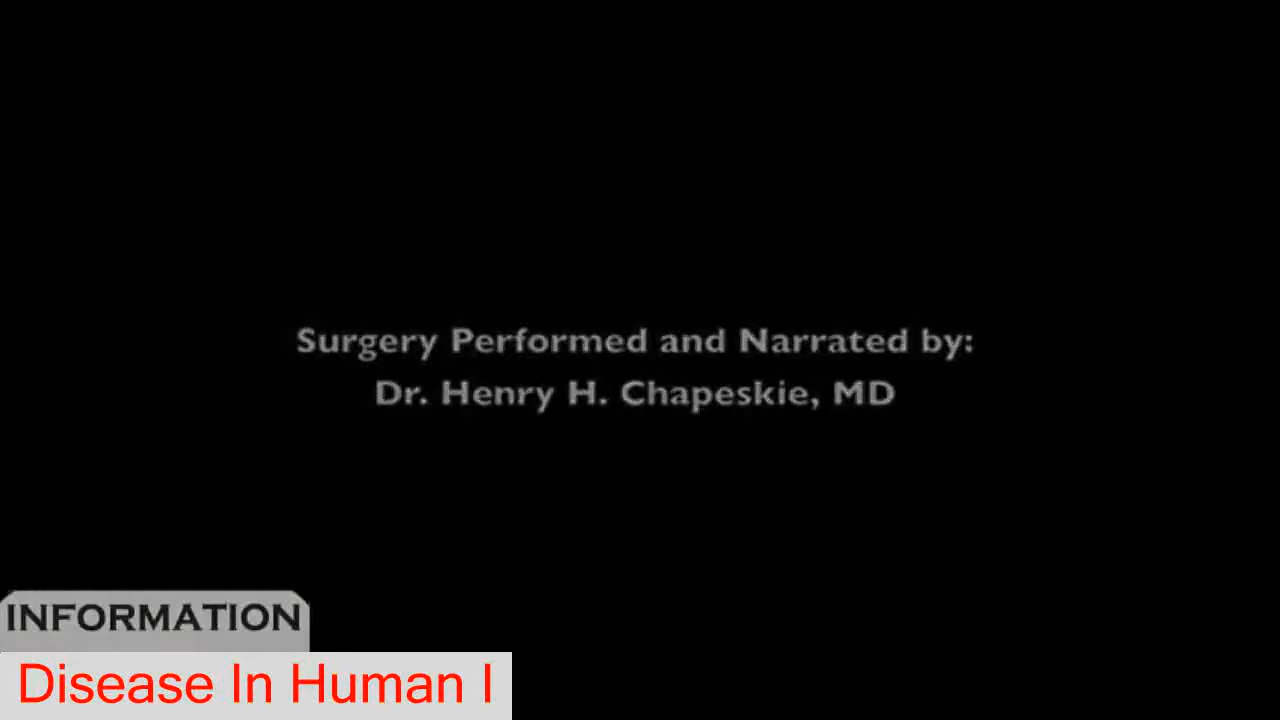 Surgery Performed and Narrated by:
Dr. Henry H. Chapeskie, MD
INFORMATION
Disease In Human I